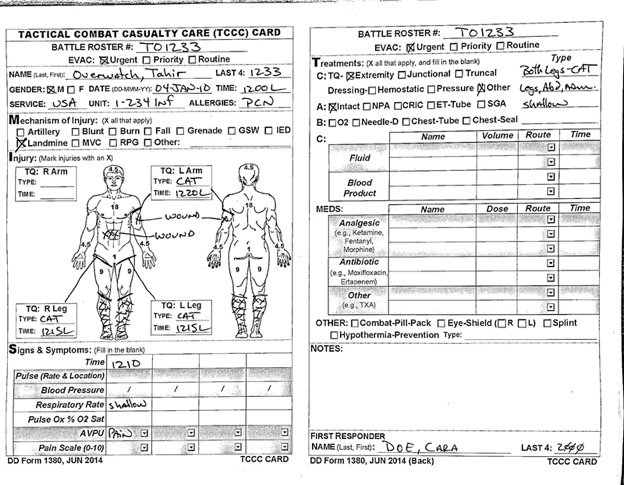 TACTICAL COMBAT CASUALTY CARE (TCCC) CARD
BATTLE ROSTER #: TO1233
EVAC: ☒Urgent ☐Priority ☐Routine
NAME (Last, First): Overwatch, Tahir LAST 4: 1233
GENDER: ☒M ☐F DATE (DD-MMM-YY): 04-JAN-10 TIME: 1200L
SERVICE: USA UNIT: 1-234 Inf ALLERGIES: PCN
Mechanism of Injury: (X all that apply)
☐Artillery ☐Blunt ☐Burn ☐Fall ☐Grenade ☐GSW ☐IED
☒Landmine ☐MVC ☐RPG ☐Other:
Injury: (Mark injuries with an X)
TQ: R Arm
TYPE:
TIME:
TQ: L Arm
TYPE: CAT
TIME: 1220L
4.5
4.5
18
WOUND
WOUND
4.5
4.5
4.5
1
9
9
9
9
TQ: R Leg
TYPE: CAT
TIME: 1215L
TQ: L Leg
TYPE: CAT
TIME: 1215L
Signs & Symptoms: (Fill in the blank)
Time 1210
Pulse (Rate & Location)
Blood Pressure / / / /
Respiratory Rate Shallow
Pulse Ox % O2 Sat
AVPU PAIN
Pain Scale (0-10)
DD Form 1380, JUN 2014 TCCC CARD
BATTLE ROSTER #: TO1233
EVAC: ☒Urgent ☐Priority ☐Routine
Treatments: (X all that apply, and fill in the blank) Type
C: TQ- ☒Extremity ☐Junctional ☐Truncal Both Legs-CAT
Dressing-☐Hemostatic ☐Pressure ☒Other Legs, Abd, Arm
A: ☒Intact ☐NPA ☐CRIC ☐ET-Tube ☐SGA shallow
B: ☐O2 ☐Needle-D ☐Chest-Tube ☐Chest-Seal
C:
Name Volume Route Time
Fluid
Blood Product
MEDS:
Name Dose Route Time
Analgesic
(e.g., Ketamine, Fentanyl, Morphine)
Antibiotic
(e.g., Moxifloxacin, Ertapenem)
Other
(e.g., TXA)
OTHER: ☐Combat-Pill-Pack ☐Eye-Shield (☐R ☐L) ☐Splint
☐Hypothermia-Prevention Type:
NOTES:
FIRST RESPONDER
NAME (Last, First): DOE, CARA LAST 4:
DD Form 1380, JUN 2014 (Back) TCCC CARD